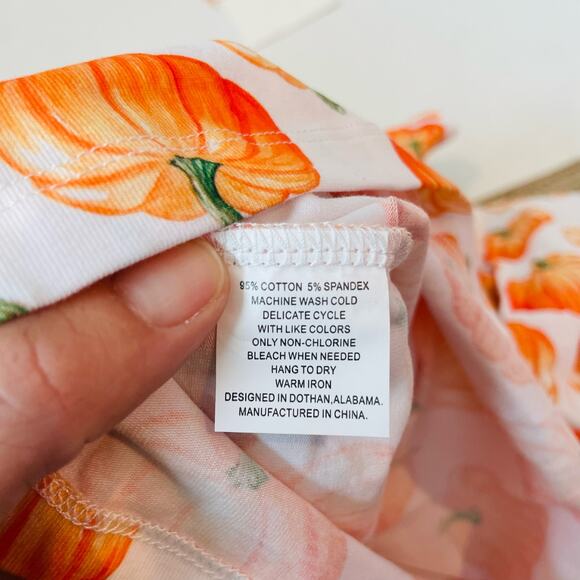 95% COTTON 5% SPANDEX
MACHINE WASH COLD
DELICATE CYCLE
WITH LIKE COLORS
ONLY NON-CHLORINE
BLEACH WHEN NEEDED
HANG TO DRY
WARM IRON
DESIGNED IN DOTHAN,ALABAMA.
MANUFACTURED IN CHINA.